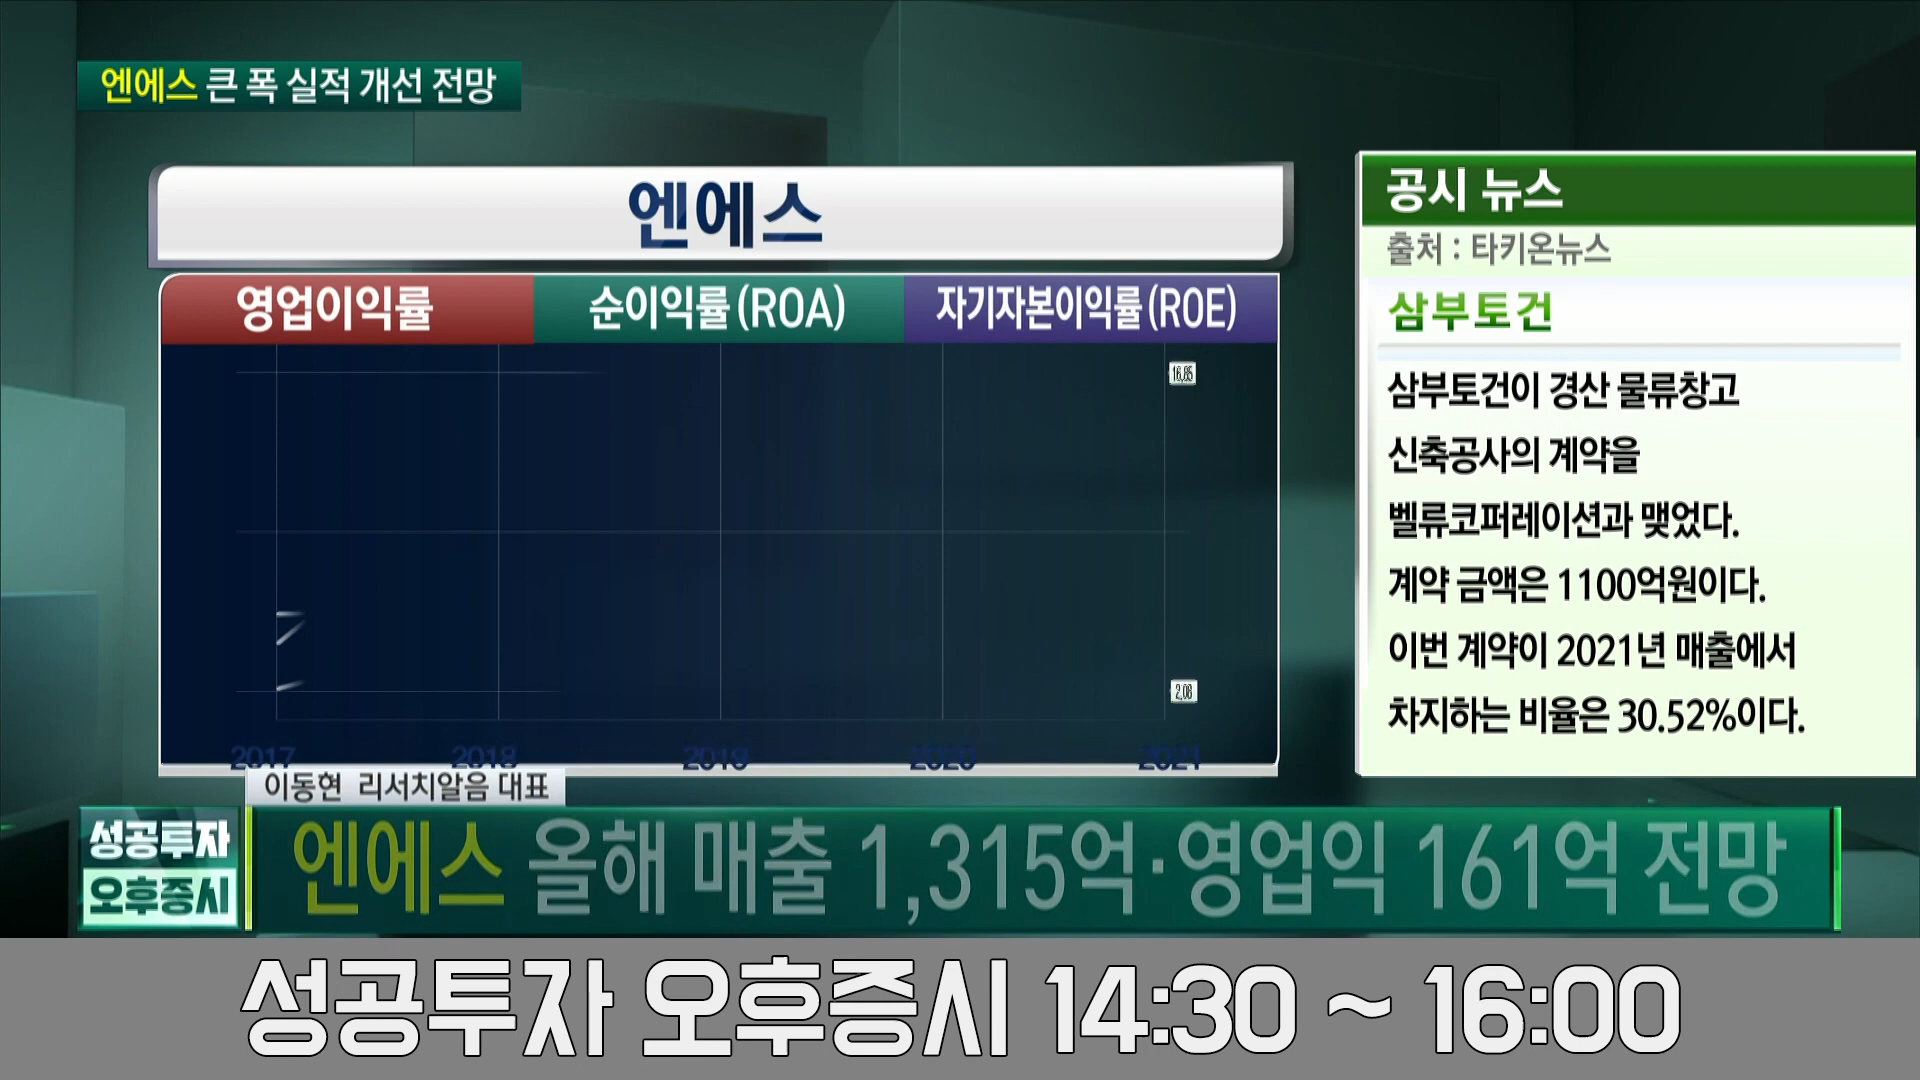 엔에스 큰 폭 실적 개선 전망
엔에스
영업이익률
순이익률(ROA)
자기자본이익률(ROE)
16.85
2.08
2017
2018
2019
2020
2021
공시 뉴스
출처 : 타키온뉴스
삼부토건
삼부토건이 경산 물류창고
신축공사의 계약을
벨류코퍼레이션과 맺었다.
계약 금액은 1100억원이다.
이번 계약이 2021년 매출에서
차지하는 비율은 30.52%이다.
이동현 리서치알음 대표
성공투자
오후증시
엔에스 올해 매출 1,315억·영업익 161억 전망
성공투자 오후증시 14:30 ~ 16:00